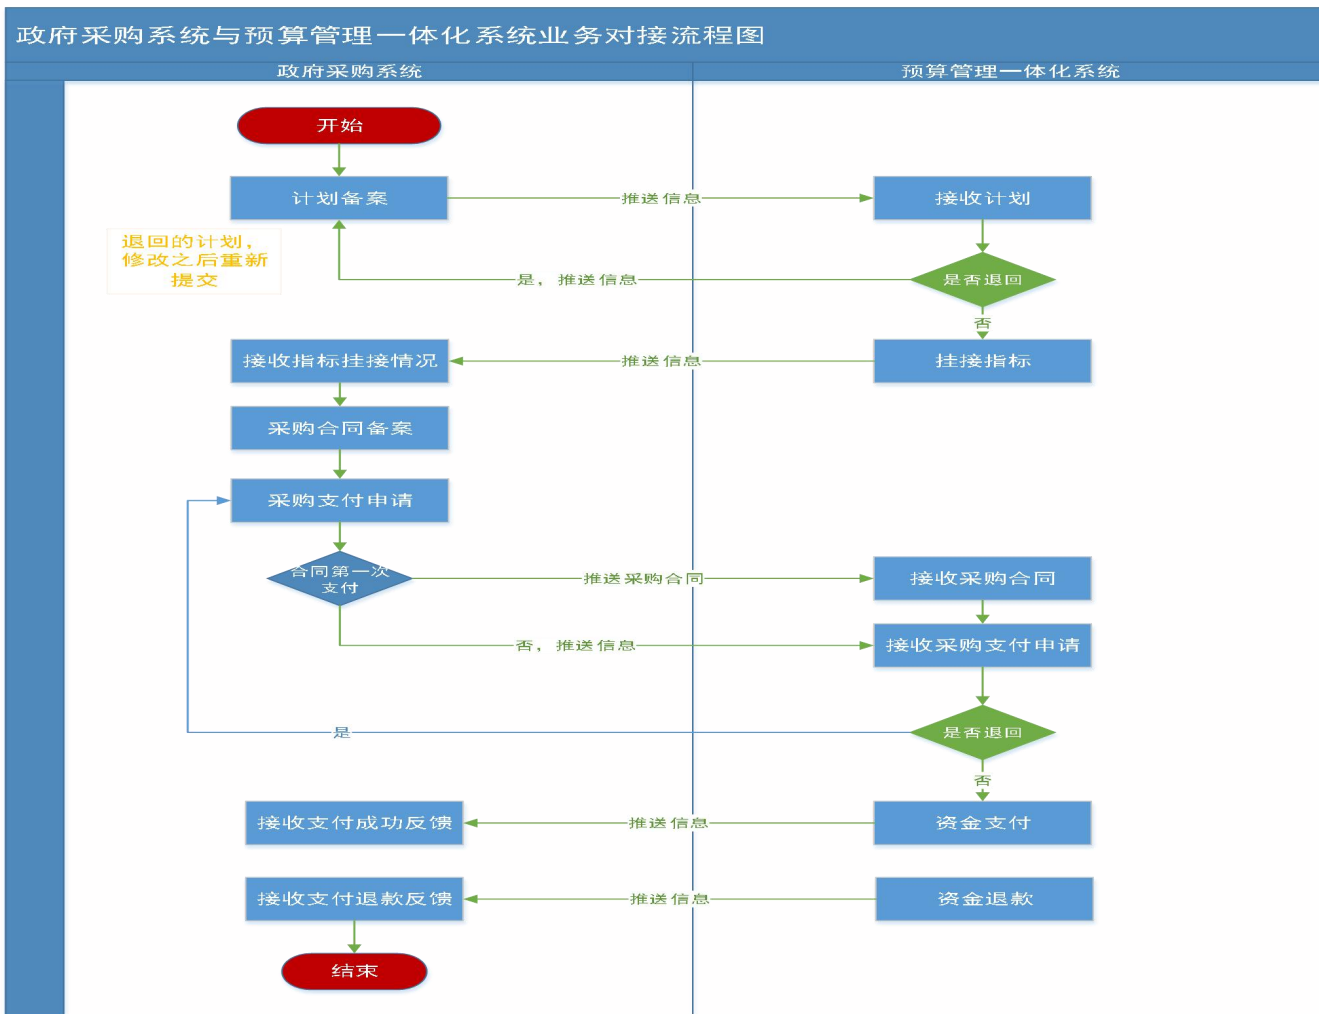 政府采购系统与预算管理一体化系统业务对接流程图
政府采购系统
预算管理一体化系统
开始
计划备案
推送信息
接收计划
退回的计划,
修改之后重新
提交
是, 推送信息
是否退回
否
接收指标挂接情况
推送信息
挂接指标
采购合同备案
采购支付申请
合同第一次
支付
推送采购合同
接收采购合同
否, 推送信息
接收采购支付申请
是
是否退回
否
接收支付成功反馈
推送信息
资金支付
接收支付退款反馈
推送信息
资金退款
结束